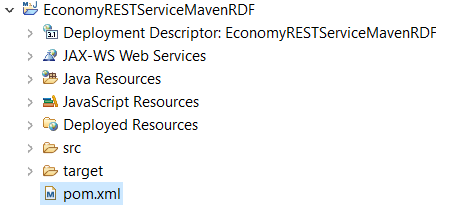 EconomyRESTServiceMavenRDF
Deployment Descriptor: EconomyRESTServiceMavenRDF
JAX-WS Web Services
Java Resources
JavaScript Resources
Deployed Resources
src
target
pom.xml